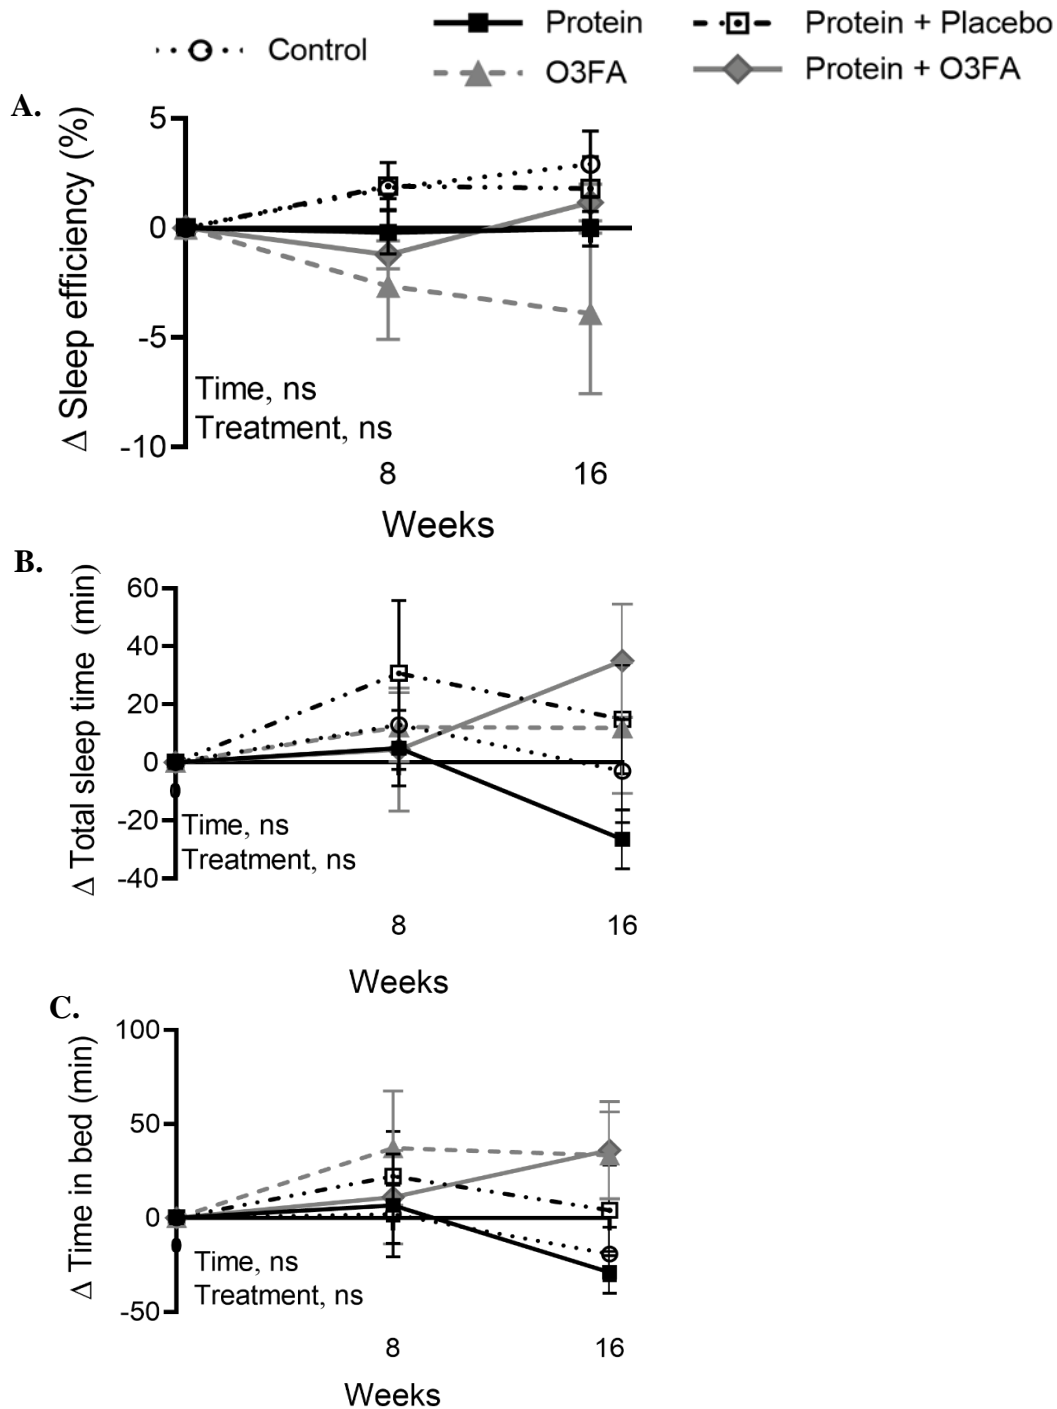 Control
Protein
O3FA
Protein + Placebo
Protein + O3FA
A.
Δ Sleep efficiency (%)
5
0
-5
-10
Time, ns
Treatment, ns
8
16
Weeks
B.
Δ Total sleep time (min)
60
40
20
0
-20
-40
Time, ns
Treatment, ns
8
16
Weeks
C.
Δ Time in bed (min)
100
50
0
-50
Time, ns
Treatment, ns
8
16
Weeks